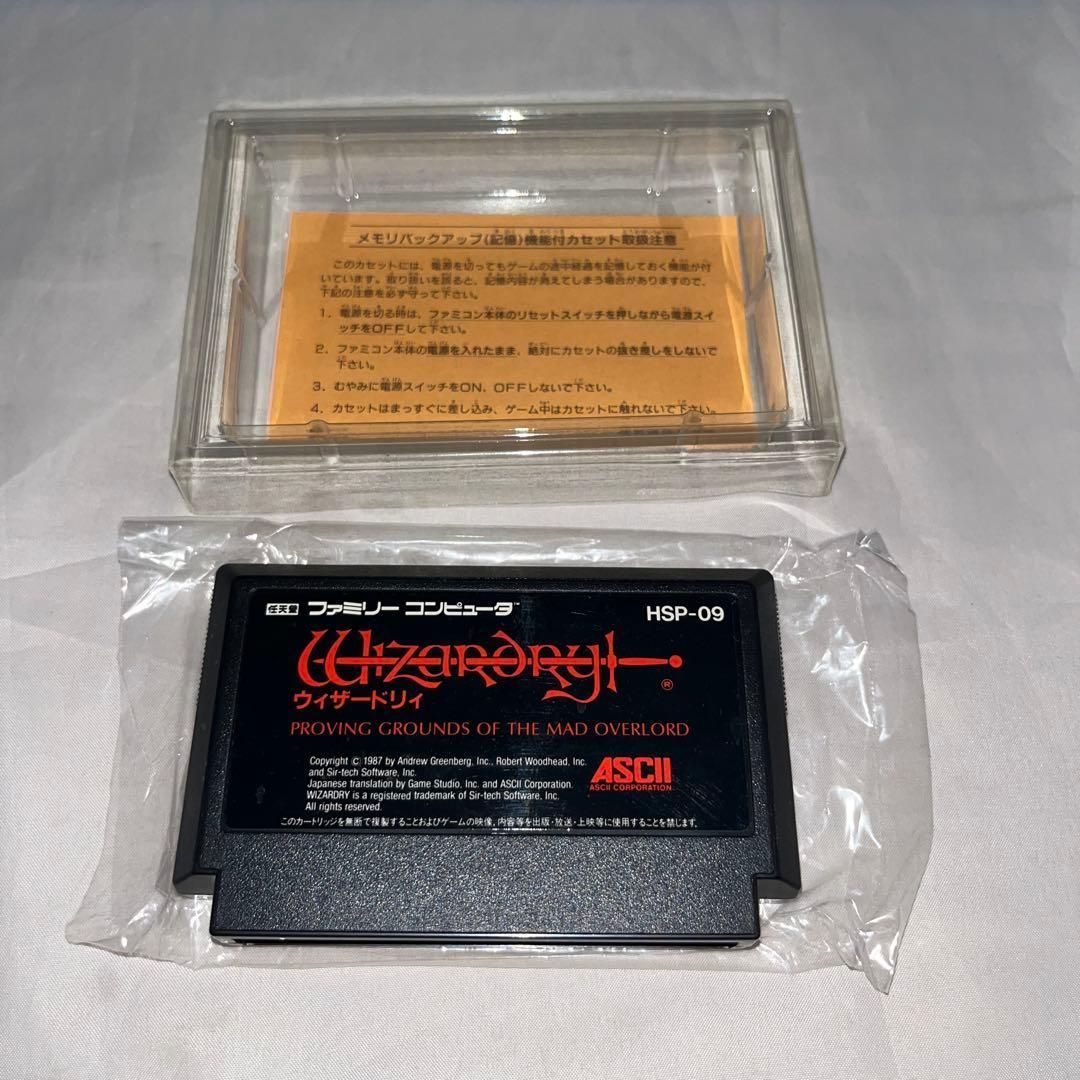 メモリバックアップ(記憶)機能付カセット取扱注意
このカセットには、電源を切ってもゲームの途中経過を記憶しておく機能が付
いています。取り扱いを誤ると、記憶内容が消えてしまう場合がありますので、
下記の注意を必ず守って下さい。
1. 電源を切る時は、ファミコン本体のリセットスイッチを押しながら電源スイ
ッチをOFFして下さい。
2. ファミコン本体の電源を入れたまま、絶対にカセットの抜き差しをしないで
下さい。
3. むやみに電源スイッチをON、OFFしないで下さい。
4. カセットはまっすぐに差し込み、ゲーム中はカセットに触れないで下さい。
任天堂 ファミリー コンピュータ™ HSP-09
Wizardry ®
ウィザードリィ
PROVING GROUNDS OF THE MAD OVERLORD
Copyright © 1987 by Andrew Greenberg, Inc., Robert Woodhead, Inc.
and Sir-tech Software, Inc.
Japanese translation by Game Studio, Inc. and ASCII Corporation.
WIZARDRY is a registered trademark of Sir-tech Software, Inc.
All rights reserved.
ASCII
ASCII CORPORATION
このカートリッジを無断で複製することおよびゲームの映像、内容等を出版・放送・上映等に使用することを禁じます。